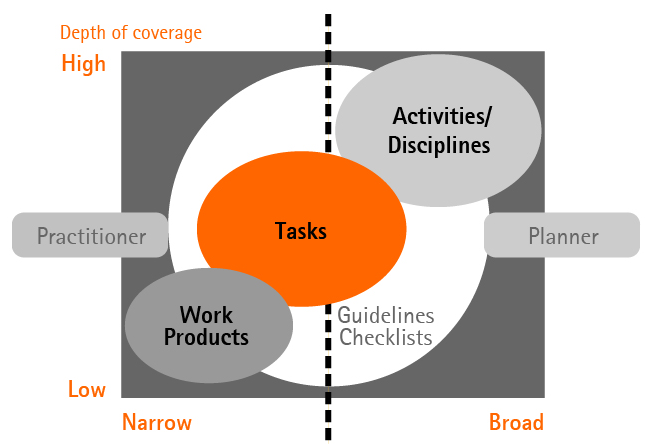 Depth of coverage
High
Activities/
Disciplines
Tasks
Practitioner
Planner
Work
Products
Guidelines
Checklists
Low
Narrow
Broad